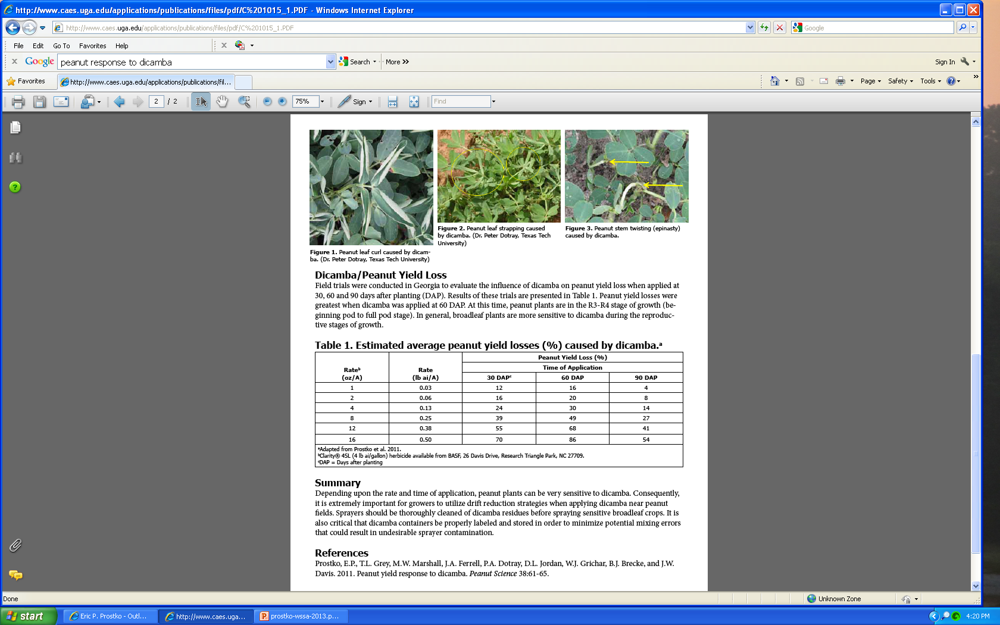 http://www.caes.uga.edu/applications/publications/files/pdf/C%201015_1.PDF - Windows Internet Explorer
http://www.caes.uga.edu/applications/publications/files/pdf/C%201015_1.PDF
Google
File Edit Go To Favorites Help
Google peanut response to dicamba Search More Sign In
Favorites http://www.caes.uga.edu/applications/publications/fil... Page Safety Tools
2 / 2 75% Sign Find
Figure 1. Peanut leaf curl caused by dicam-
ba. (Dr. Peter Dotray, Texas Tech University)
Figure 2. Peanut leaf strapping caused
by dicamba. (Dr. Peter Dotray, Texas Tech
University)
Figure 3. Peanut stem twisting (epinasty)
caused by dicamba.
Dicamba/Peanut Yield Loss
Field trials were conducted in Georgia to evaluate the influence of dicamba on peanut yield loss when applied at
30, 60 and 90 days after planting (DAP). Results of these trials are presented in Table 1. Peanut yield losses were
greatest when dicamba was applied at 60 DAP. At this time, peanut plants are in the R3-R4 stage of growth (be-
ginning pod to full pod stage). In general, broadleaf plants are more sensitive to dicamba during the reproduc-
tive stages of growth.
Table 1. Estimated average peanut yield losses (%) caused by dicamba.ᵃ
Peanut Yield Loss (%)
Time of Application
Rateᵇ Rate
(oz/A) (lb ai/A) 30 DAPᶜ 60 DAP 90 DAP
1 0.03 12 16 4
2 0.06 16 20 8
4 0.13 24 30 14
8 0.25 39 49 27
12 0.38 55 68 41
16 0.50 70 86 54
ᵃAdapted from Prostko et al. 2011.
ᵇClarity® 4SL (4 lb ai/gallon) herbicide available from BASF, 26 Davis Drive, Research Triangle Park, NC 27709.
ᶜDAP = Days after planting
Summary
Depending upon the rate and time of application, peanut plants can be very sensitive to dicamba. Consequently,
it is extremely important for growers to utilize drift reduction strategies when applying dicamba near peanut
fields. Sprayers should be thoroughly cleaned of dicamba residues before spraying sensitive broadleaf crops. It is
also critical that dicamba containers be properly labeled and stored in order to minimize potential mixing errors
that could result in undesirable sprayer contamination.
References
Prostko, E.P., T.L. Grey, M.W. Marshall, J.A. Ferrell, P.A. Dotray, D.L. Jordan, W.J. Grichar, B.J. Brecke, and J.W.
Davis. 2011. Peanut yield response to dicamba. Peanut Science 38:61-65.
Done Unknown Zone
start Eric P. Prostko - Outl... http://www.caes.uga... prostko-wssa-2013.p... 4:20 PM